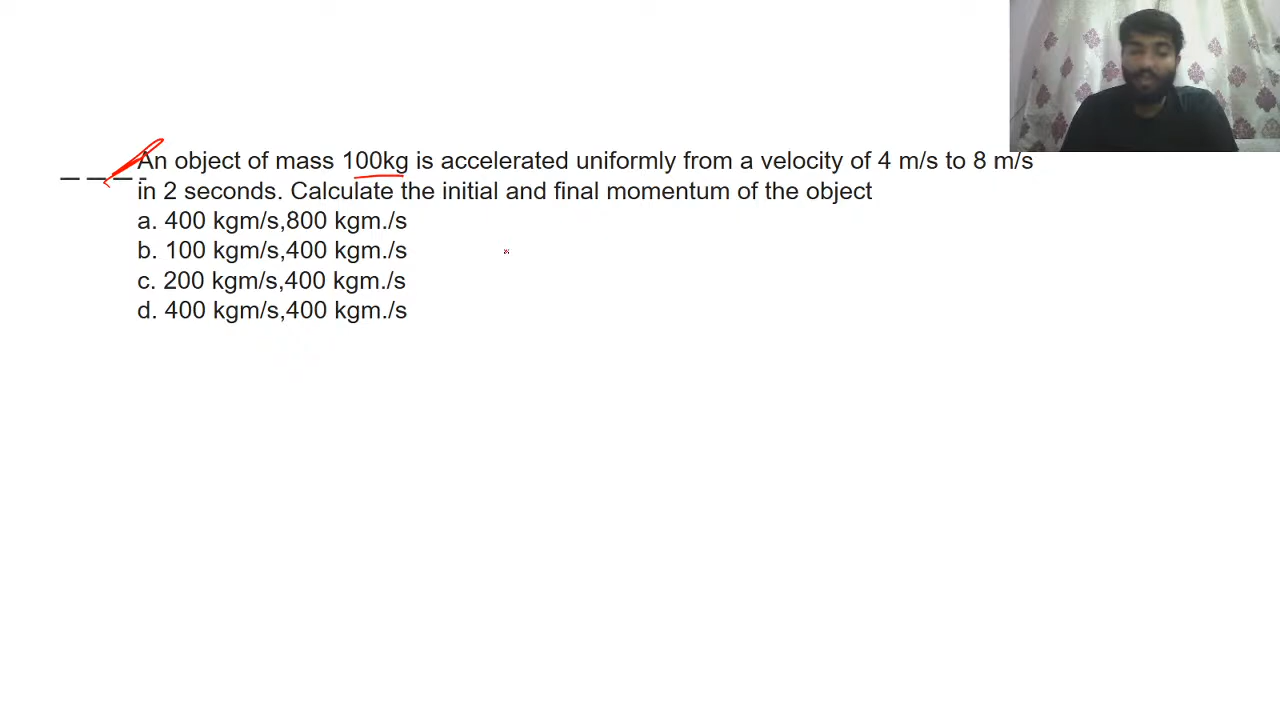 An object of mass 100kg is accelerated uniformly from a velocity of 4 m/s to 8 m/s
in 2 seconds. Calculate the initial and final momentum of the object
a. 400 kgm/s,800 kgm./s
b. 100 kgm/s,400 kgm./s
c. 200 kgm/s,400 kgm./s
d. 400 kgm/s,400 kgm./s